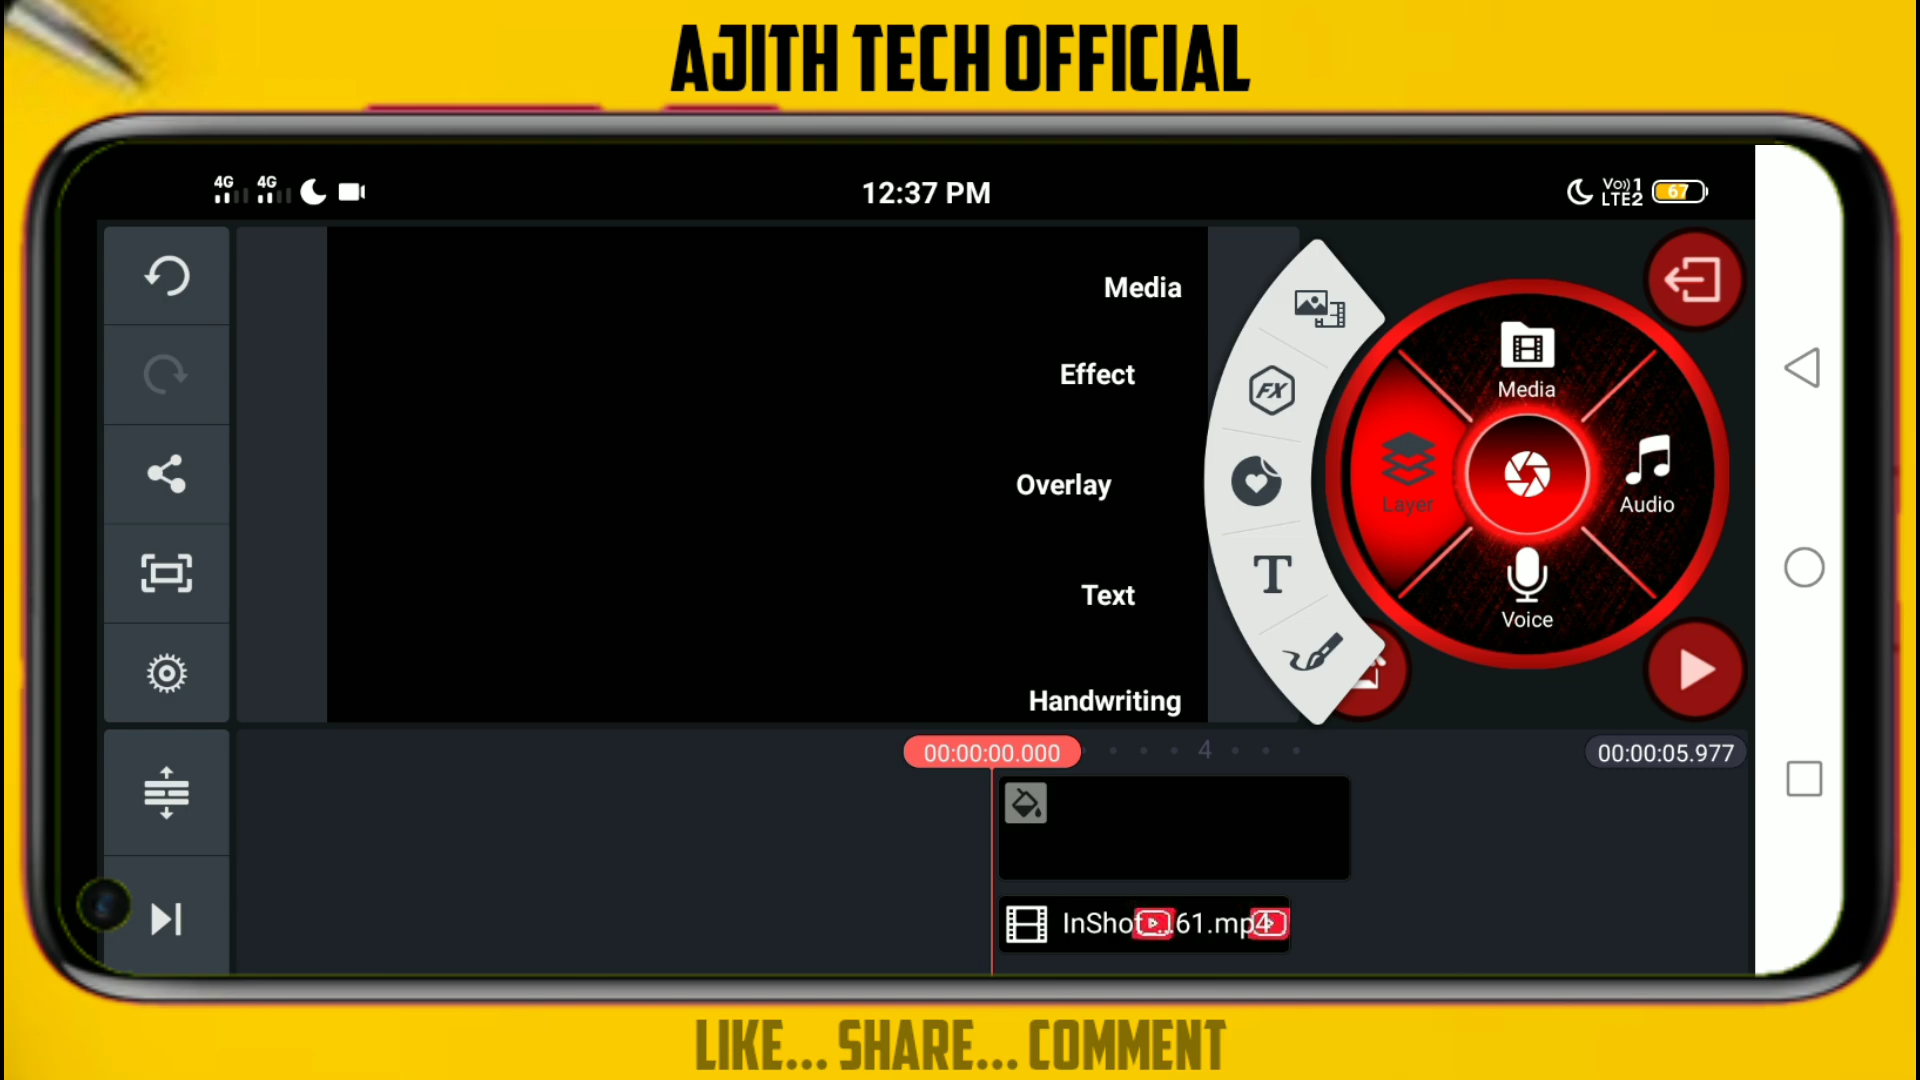 AJITH TECH OFFICIAL
4G 4G 12:37 PM Vo)) 1 LTE2 67
Media
Effect
Overlay
Text
Handwriting
FX
T
Media
Layer
Audio
Voice
00:00:00.000 4 00:00:05.977
InShot...61.mp4
LIKE... SHARE... COMMENT